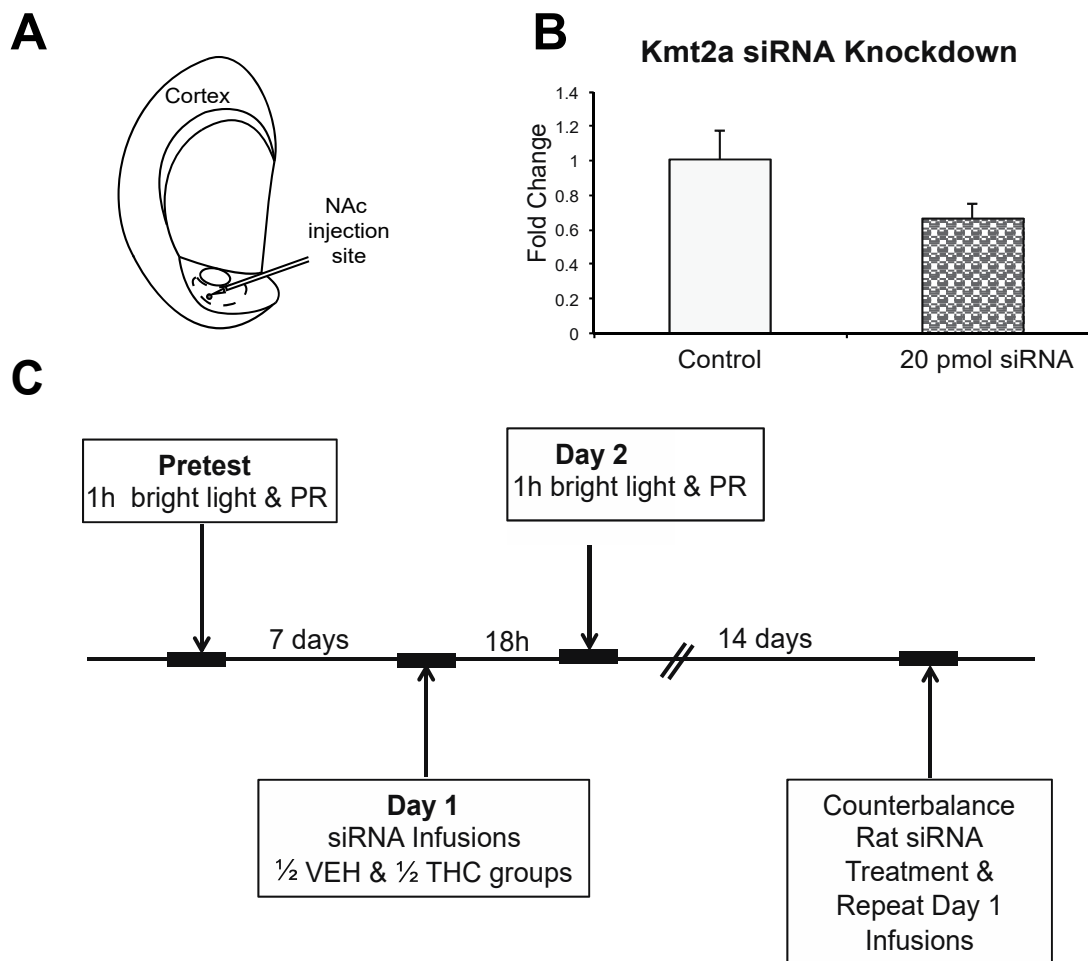 A
Cortex
NAc
injection
site
B
Kmt2a siRNA Knockdown
Fold Change
1.4
1.2
1
0.8
0.6
0.4
0.2
0
Control
20 pmol siRNA
C
Pretest
1h bright light & PR
Day 2
1h bright light & PR
7 days
18h
14 days
Day 1
siRNA Infusions
½ VEH & ½ THC groups
Counterbalance
Rat siRNA
Treatment &
Repeat Day 1
Infusions